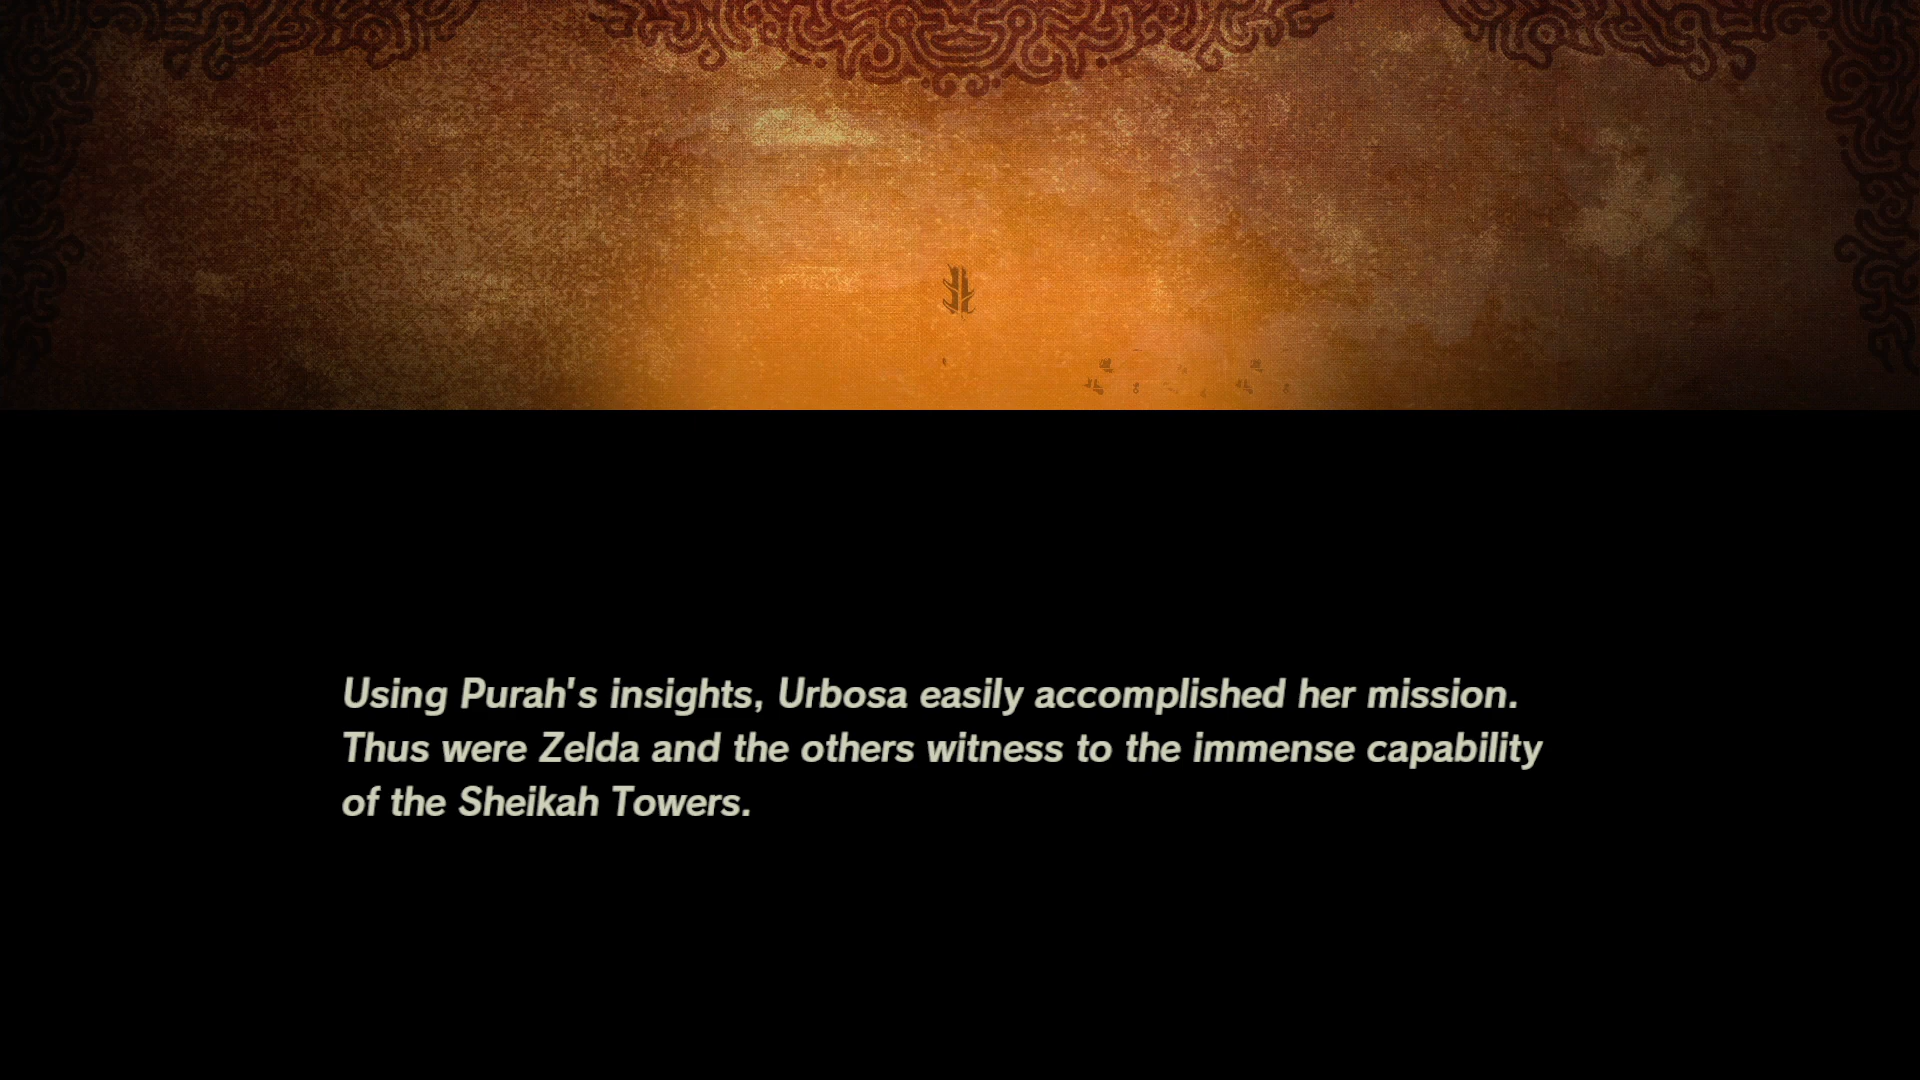 Using Purah's insights, Urbosa easily accomplished her mission.
Thus were Zelda and the others witness to the immense capability
of the Sheikah Towers.